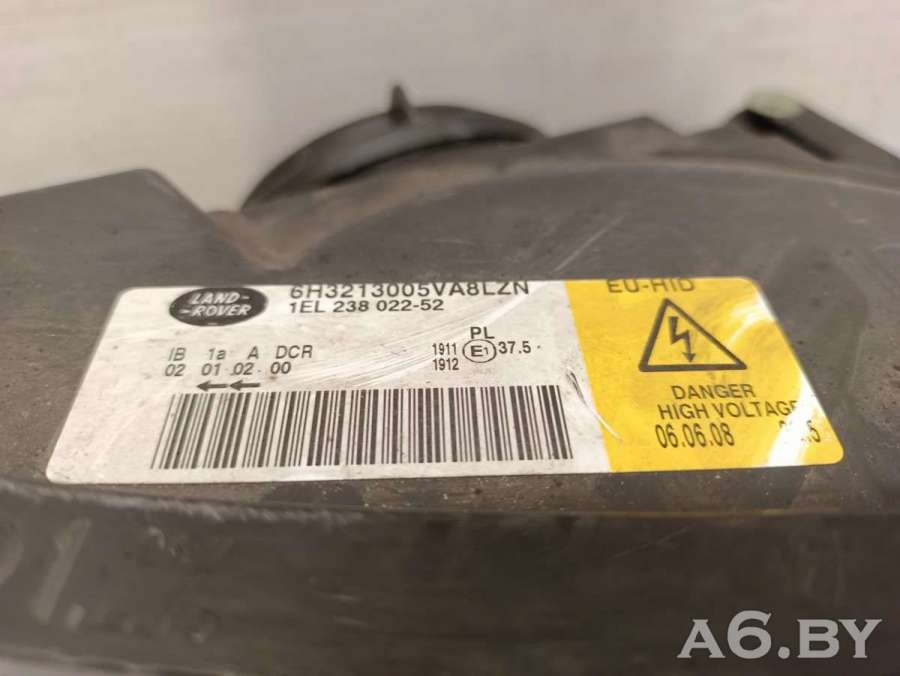 LAND-
-ROVER
6H3213005VA8LZN
1EL 238 022-52
IB 1a A DCR
02 01 02 00
PL
1911
1912
E1
37.5
EU-HID
DANGER
HIGH VOLTAGE
06.06.08
A6.BY